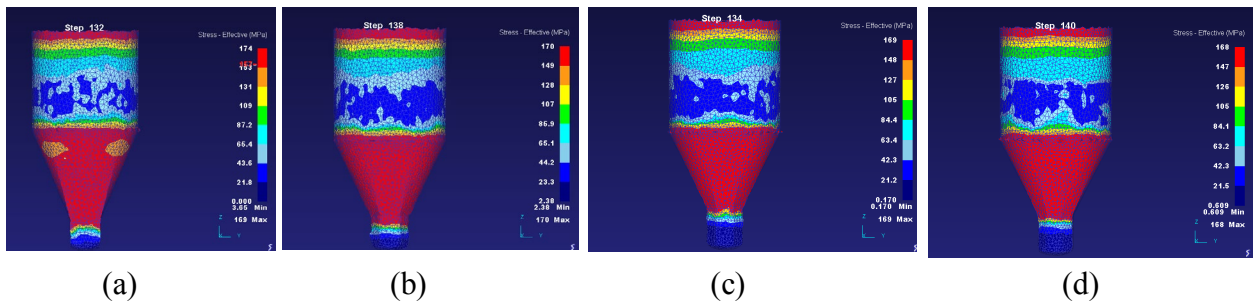 Step 132
Stress - Effective (MPa)
174
153
131
109
87.2
65.4
43.6
21.8
0.000
3.65 Min
169 Max
Z
Y
(a)
Step 138
Stress - Effective (MPa)
170
149
128
107
86.9
66.1
44.2
23.3
2.38
2.38 Min
170 Max
Z
Y
(b)
Step 134
Stress - Effective (MPa)
169
148
127
105
84.4
63.3
42.2
21.2
0.170
0.170 Min
169 Max
Z
Y
(c)
Step 140
Stress - Effective (MPa)
168
147
126
105
84.1
63.2
42.3
21.5
0.609
0.609 Min
168 Max
Z
Y
(d)